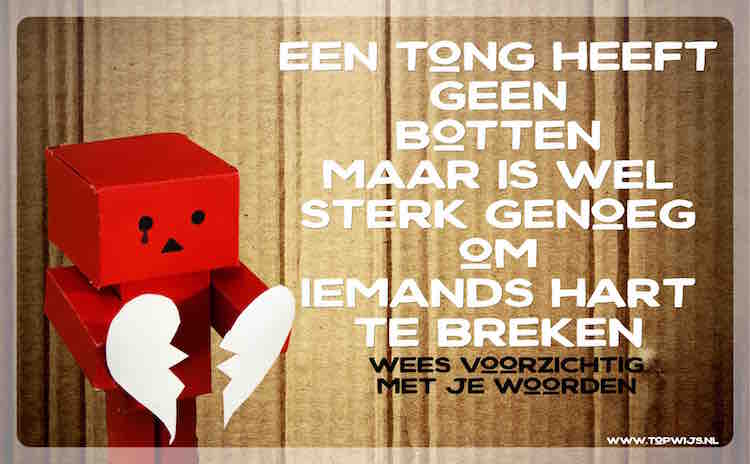 EEN TONG HEEFT
GEEN
BOTTEN
MAAR IS WEL
STERK GENOEG
OM
IEMANDS HART
TE BREKEN
WEES VOORZICHTIG
MET JE WOORDEN
WWW.TOPWIJS.NL